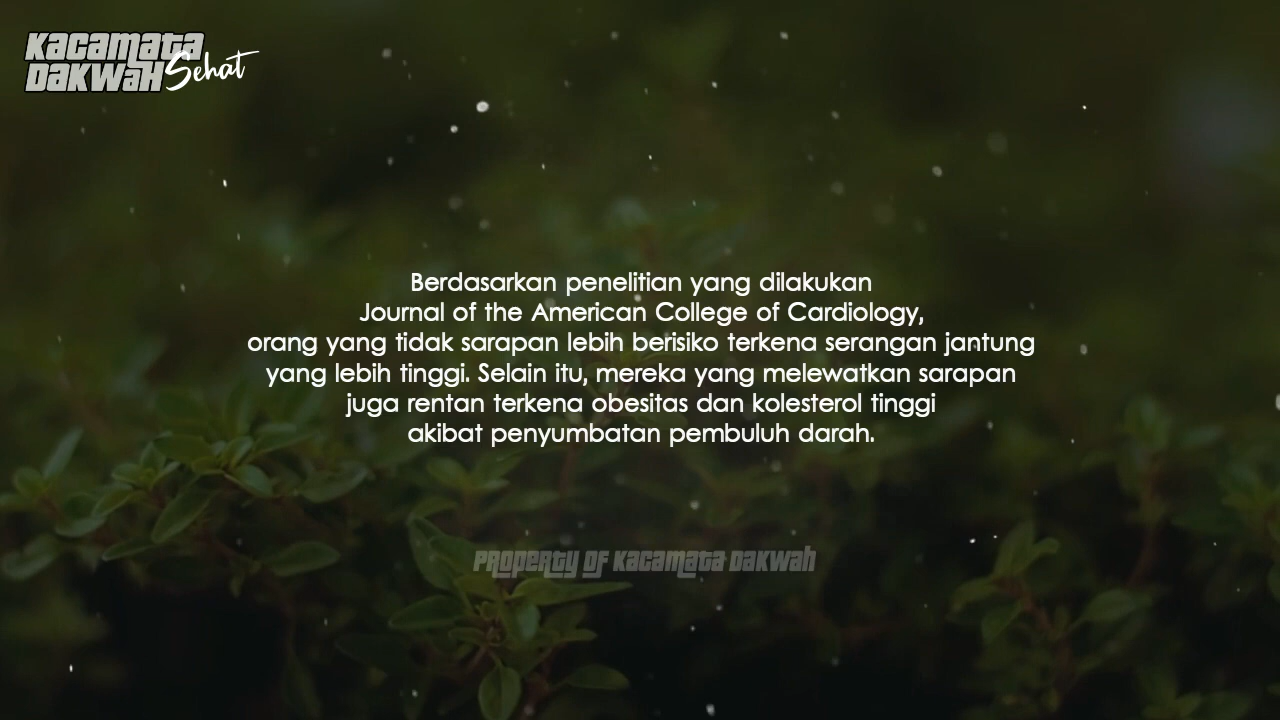 Kacamata
Dakwah Sehat
Berdasarkan penelitian yang dilakukan
Journal of the American College of Cardiology,
orang yang tidak sarapan lebih berisiko terkena serangan jantung
yang lebih tinggi. Selain itu, mereka yang melewatkan sarapan
juga rentan terkena obesitas dan kolesterol tinggi
akibat penyumbatan pembuluh darah.
Property of Kacamata Dakwah